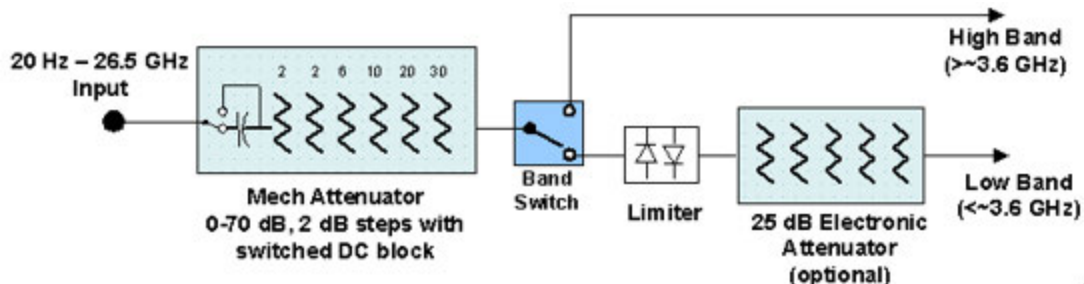 20 Hz – 26.5 GHz
Input
2 2 6 10 20 30
Mech Attenuator
0-70 dB, 2 dB steps with
switched DC block
Band
Switch
Limiter
25 dB Electronic
Attenuator
(optional)
High Band
(>~3.6 GHz)
Low Band
(<~3.6 GHz)